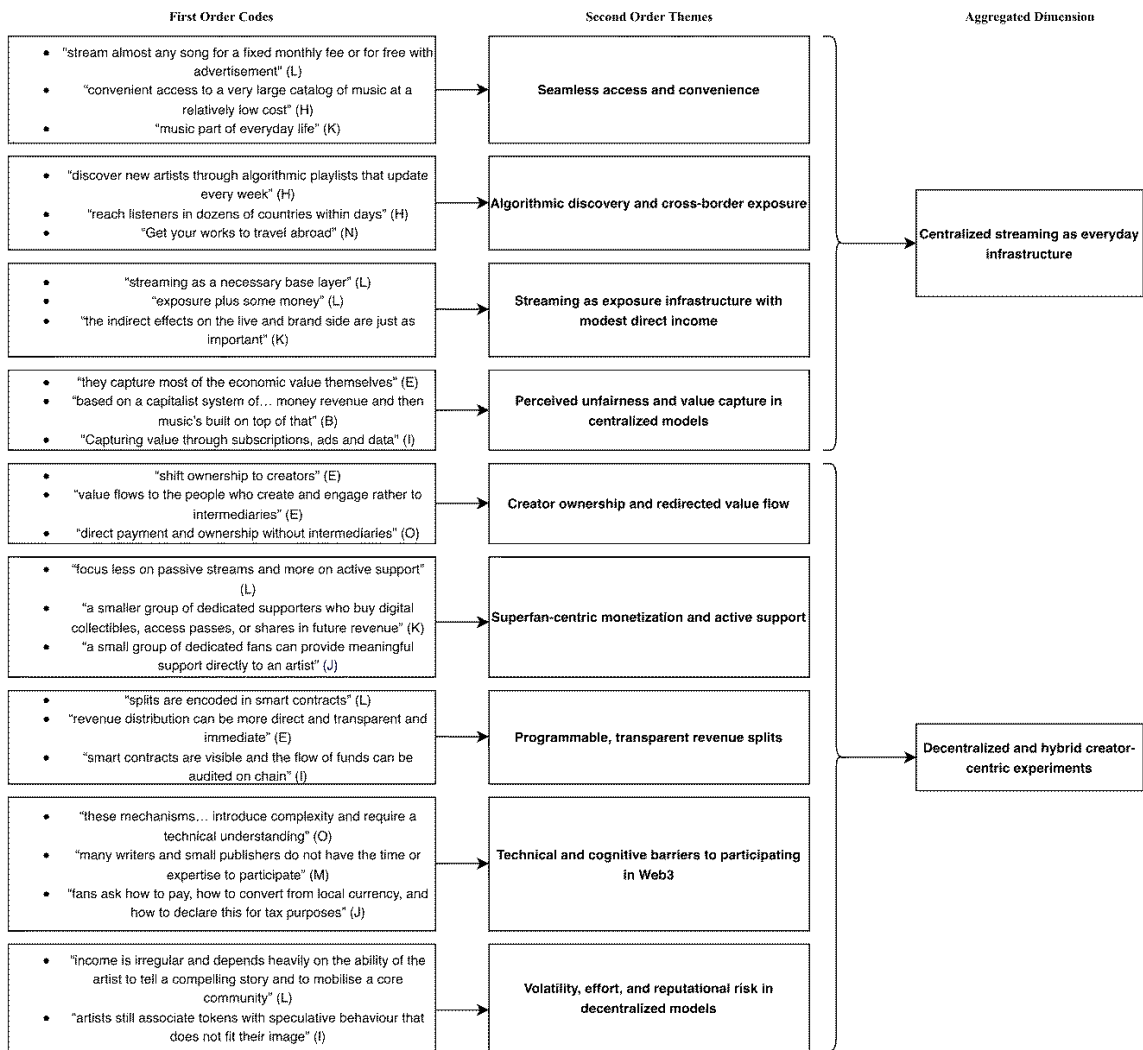 First Order Codes
Second Order Themes
Aggregated Dimension
• “stream almost any song for a fixed monthly fee or for free with
advertisement” (L)
• “convenient access to a very large catalog of music at a
relatively low cost” (H)
• “music part of everyday life” (K)
Seamless access and convenience
• “discover new artists through algorithmic playlists that update
every week” (H)
• “reach listeners in dozens of countries within days” (H)
• “Get your works to travel abroad” (N)
Algorithmic discovery and cross-border exposure
• “streaming as a necessary base layer” (L)
• “exposure plus some money” (L)
• “the indirect effects on the live and brand side are just as
important” (K)
Streaming as exposure infrastructure with
modest direct income
• “they capture most of the economic value themselves” (E)
• “based on a capitalist system of… money revenue and then
music’s built on top of that” (B)
• “Capturing value through subscriptions, ads and data” (I)
Perceived unfairness and value capture in
centralized models
Centralized streaming as everyday
infrastructure
• “shift ownership to creators” (E)
• “value flows to the people who create and engage rather to
intermediaries” (E)
• “direct payment and ownership without intermediaries” (O)
Creator ownership and redirected value flow
• “focus less on passive streams and more on active support”
(L)
• “a smaller group of dedicated supporters who buy digital
collectibles, access passes, or shares in future revenue” (K)
• “a small group of dedicated fans can provide meaningful
support directly to an artist” (J)
Superfan-centric monetization and active support
• “splits are encoded in smart contracts” (L)
• “revenue distribution can be more direct and transparent and
immediate” (E)
• “smart contracts are visible and the flow of funds can be
audited on chain” (I)
Programmable, transparent revenue splits
• “these mechanisms… introduce complexity and require a
technical understanding” (O)
• “many writers and small publishers do not have the time or
expertise to participate” (M)
• “fans ask how to pay, how to convert from local currency, and
how to declare this for tax purposes” (J)
Technical and cognitive barriers to participating
in Web3
• “income is irregular and depends heavily on the ability of the
artist to tell a compelling story and to mobilise a core
community” (L)
• “artists still associate tokens with speculative behaviour that
does not fit their image” (I)
Volatility, effort, and reputational risk in
decentralized models
Decentralized and hybrid creator-
centric experiments